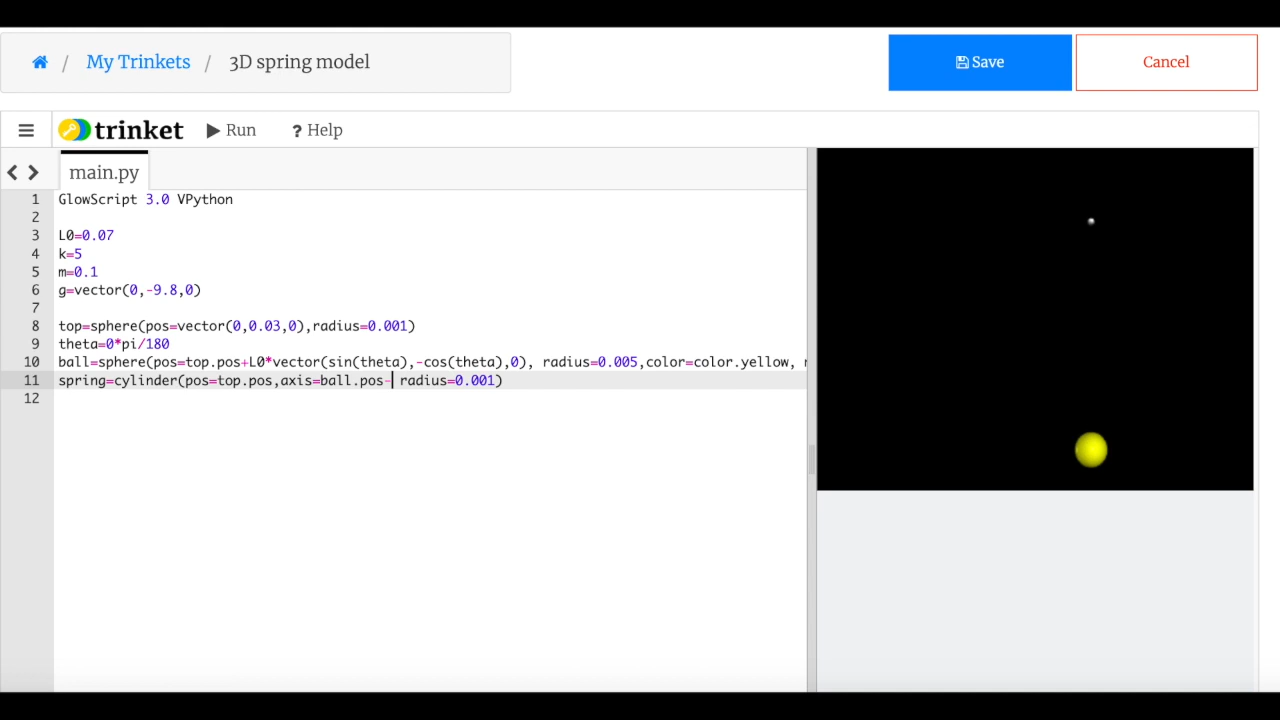 / My Trinkets / 3D spring model
Save
Cancel
trinket
Run
? Help
main.py
1 GlowScript 3.0 VPython
2
3 L0=0.07
4 k=5
5 m=0.1
6 g=vector(0,-9.8,0)
7
8 top=sphere(pos=vector(0,0.03,0),radius=0.001)
9 theta=0*pi/180
10 ball=sphere(pos=top.pos+L0*vector(sin(theta),-cos(theta),0), radius=0.005,color=color.yellow,
11 spring=cylinder(pos=top.pos,axis=ball.pos- radius=0.001)
12